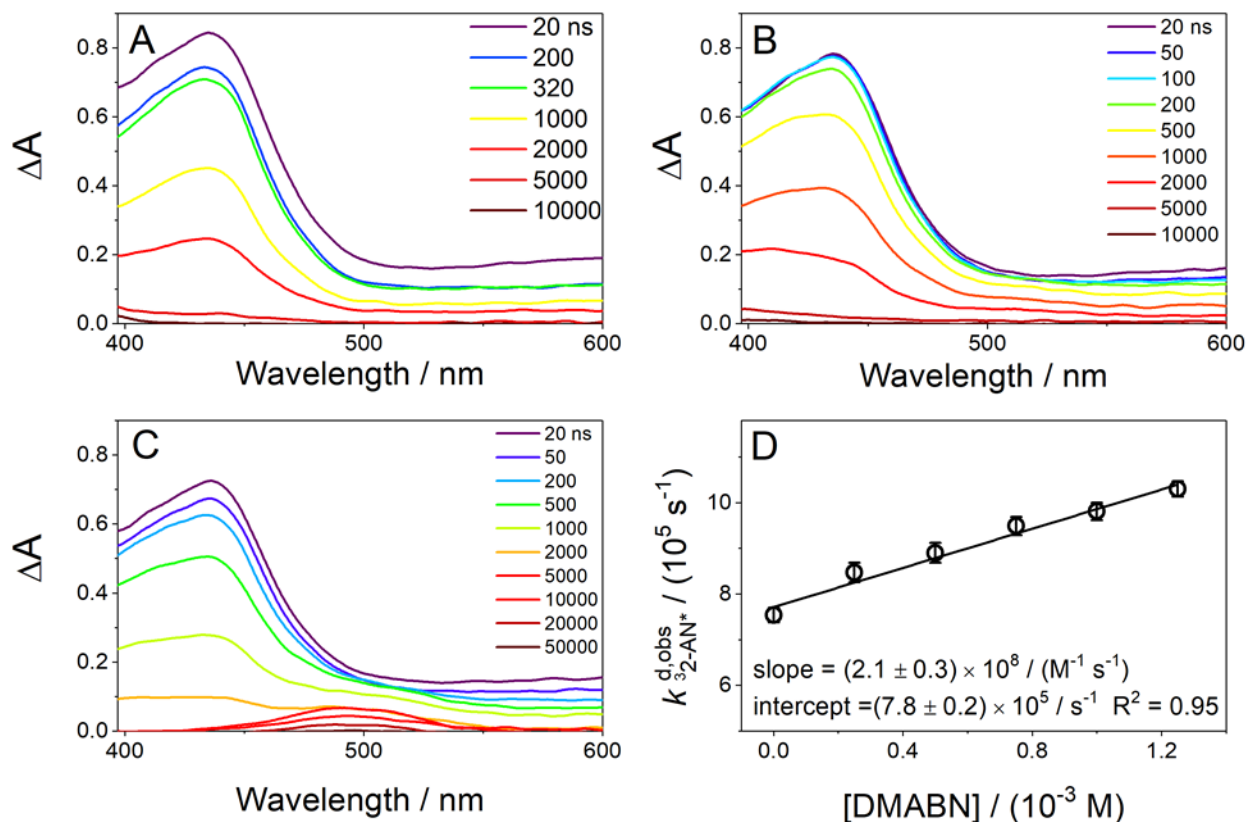 A
20 ns
200
320
1000
2000
5000
10000
0.8
0.6
0.4
0.2
0.0
ΔA
400 500 600
Wavelength / nm
B
20 ns
50
100
200
500
1000
2000
5000
10000
0.8
0.6
0.4
0.2
0.0
ΔA
400 500 600
Wavelength / nm
C
20 ns
50
200
500
1000
2000
5000
10000
20000
50000
0.8
0.6
0.4
0.2
0.0
ΔA
400 500 600
Wavelength / nm
D
10
8
6
k d,obs 32-AN* / (10⁵ s⁻¹)
slope = (2.1 ± 0.3) × 10⁸ / (M⁻¹ s⁻¹)
intercept =(7.8 ± 0.2) × 10⁵ / s⁻¹ R² = 0.95
0.0 0.4 0.8 1.2
[DMABN] / (10⁻³ M)